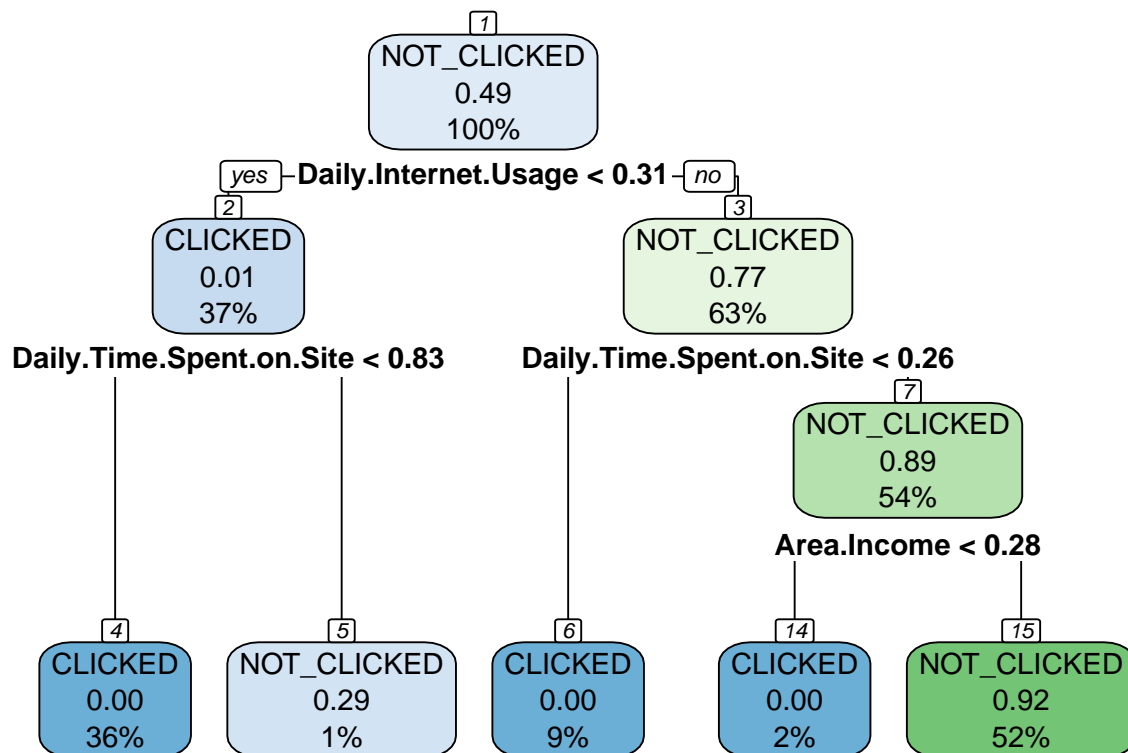 1
NOT_CLICKED
0.49
100%
yes Daily.Internet.Usage < 0.31 no
2
CLICKED
0.01
37%
3
NOT_CLICKED
0.77
63%
Daily.Time.Spent.on.Site < 0.83
Daily.Time.Spent.on.Site < 0.26
7
NOT_CLICKED
0.89
54%
Area.Income < 0.28
4
CLICKED
0.00
36%
5
NOT_CLICKED
0.29
1%
6
CLICKED
0.00
9%
14
CLICKED
0.00
2%
15
NOT_CLICKED
0.92
52%